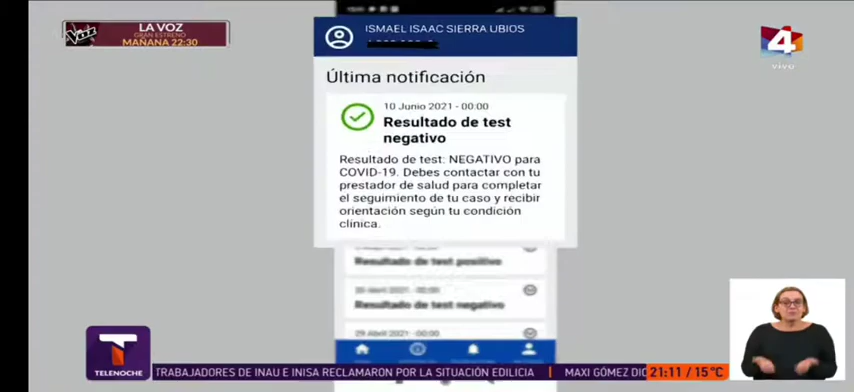 LA VOZ
GRAN ESTRENO
MAÑANA 22:30
La Voz
4
vivo
ISMAEL ISAAC SIERRA UBIOS
Última notificación
10 Junio 2021 - 00:00
Resultado de test
negativo
Resultado de test: NEGATIVO para
COVID-19. Debes contactar con tu
prestador de salud para completar
el seguimiento de tu caso y recibir
orientación según tu condición
clínica.
Resultado de test positivo
Resultado de test negativo
29 Abril 2021 - 00:00
TELENOCHE
TRABAJADORES DE INAU E INISA RECLAMARON POR LA SITUACIÓN EDILICIA | MAXI GÓMEZ DIO
21:11 / 15°C